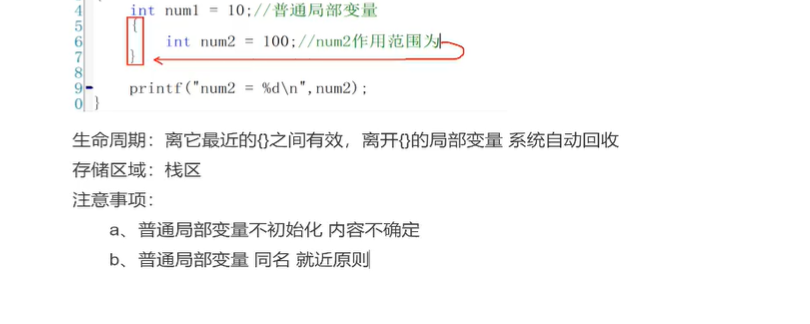 4 int num1 = 10;//普通局部变量
5 {
6 int num2 = 100;//num2作用范围为
7 }
8
9 printf("num2 = %d\n",num2);
0 }
生命周期：离它最近的{}之间有效，离开{}的局部变量 系统自动回收
存储区域：栈区
注意事项：
a、普通局部变量不初始化 内容不确定
b、普通局部变量 同名 就近原则